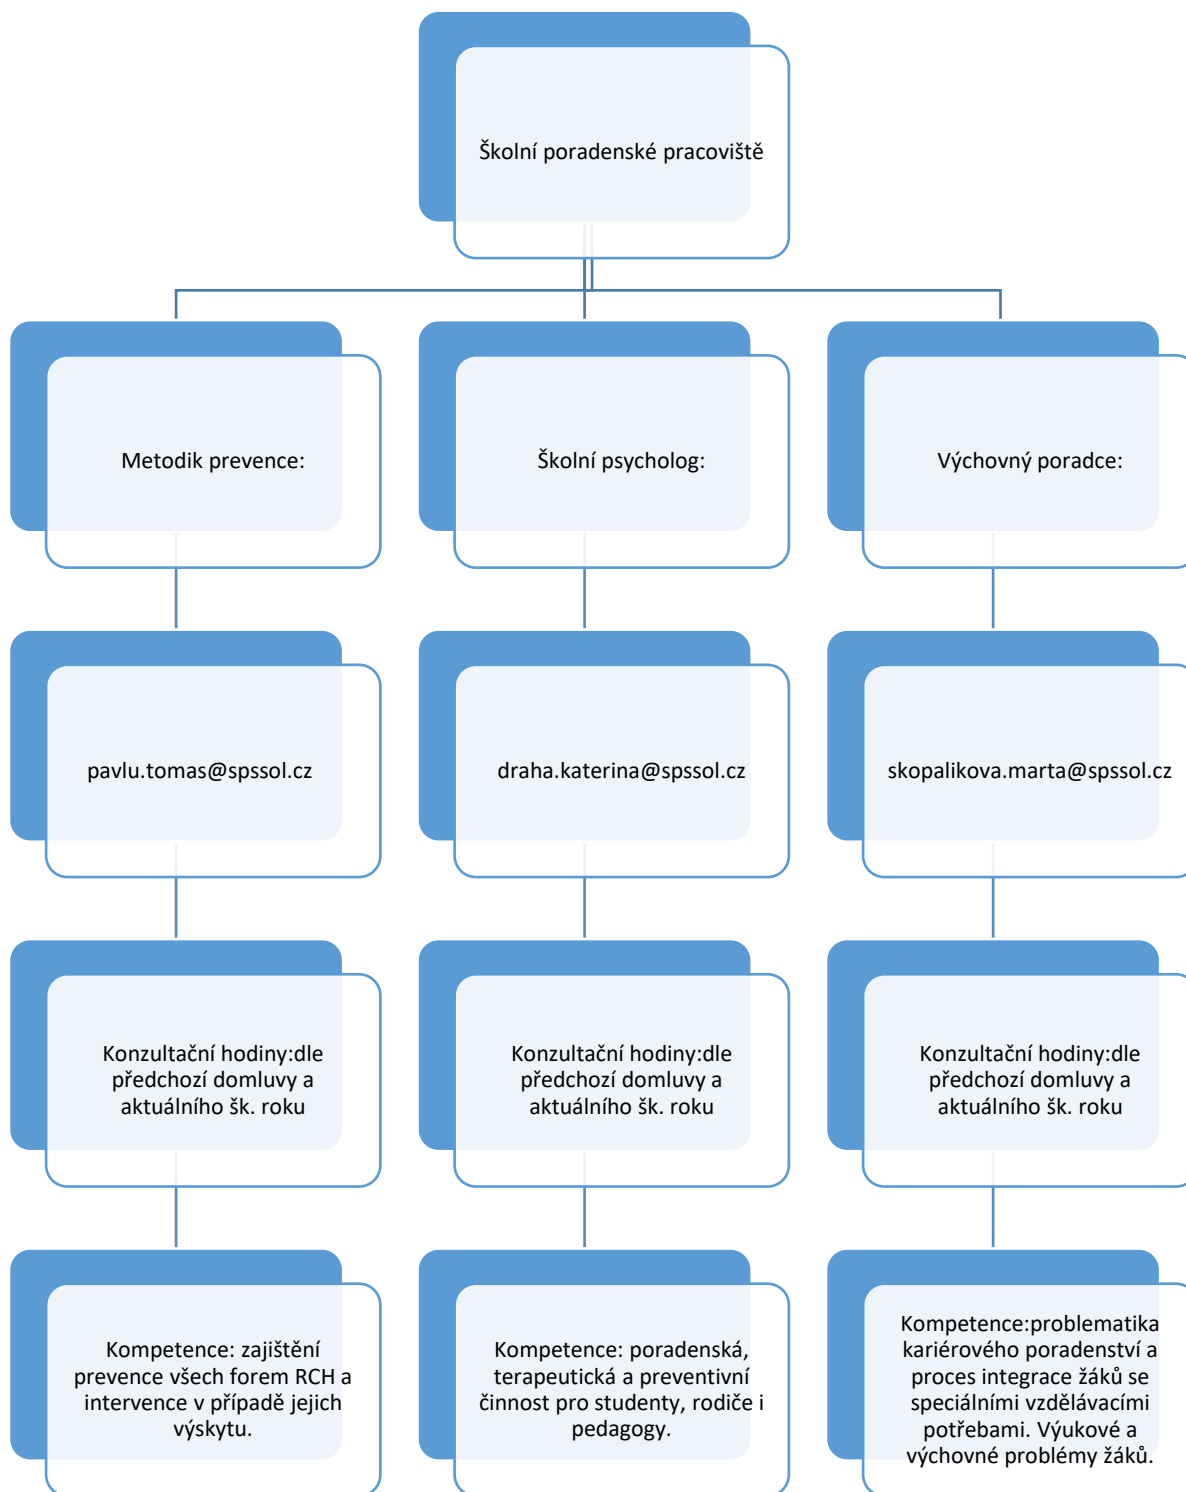 Školní poradenské pracoviště
Metodik prevence:
Školní psycholog:
Výchovný poradce:
pavlu.tomas@spssol.cz
draha.katerina@spssol.cz
skopalikova.marta@spssol.cz
Konzultační hodiny:dle
předchozí domluvy a
aktuálního šk. roku
Konzultační hodiny:dle
předchozí domluvy a
aktuálního šk. roku
Konzultační hodiny:dle
předchozí domluvy a
aktuálního šk. roku
Kompetence: zajištění
prevence všech forem RCH a
intervence v případě jejich
výskytu.
Kompetence: poradenská,
terapeutická a preventivní
činnost pro studenty, rodiče i
pedagogy.
Kompetence:problematika
kariérového poradenství a
proces integrace žáků se
speciálními vzdělávacími
potřebami. Výukové a
výchovné problémy žáků.